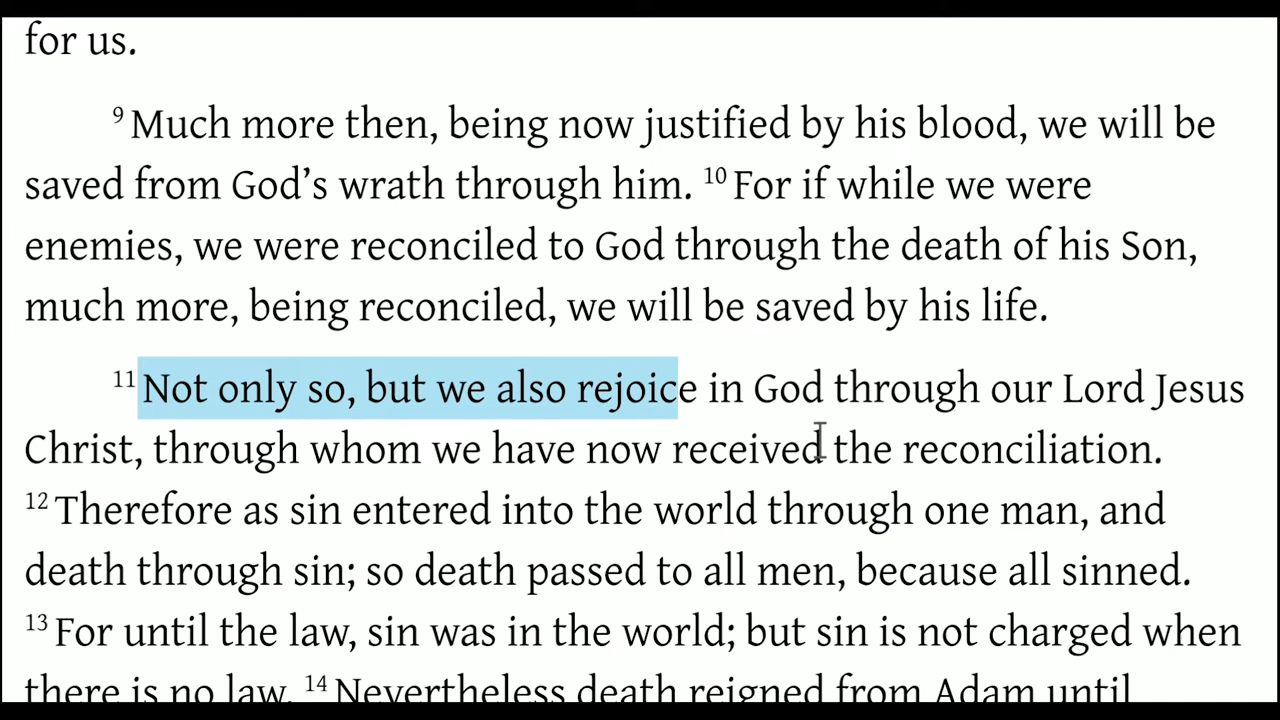 for us.
9 Much more then, being now justified by his blood, we will be
saved from God’s wrath through him. 10 For if while we were
enemies, we were reconciled to God through the death of his Son,
much more, being reconciled, we will be saved by his life.
11 Not only so, but we also rejoice in God through our Lord Jesus
Christ, through whom we have now received the reconciliation.
12 Therefore as sin entered into the world through one man, and
death through sin; so death passed to all men, because all sinned.
13 For until the law, sin was in the world; but sin is not charged when
there is no law. 14 Nevertheless death reigned from Adam until